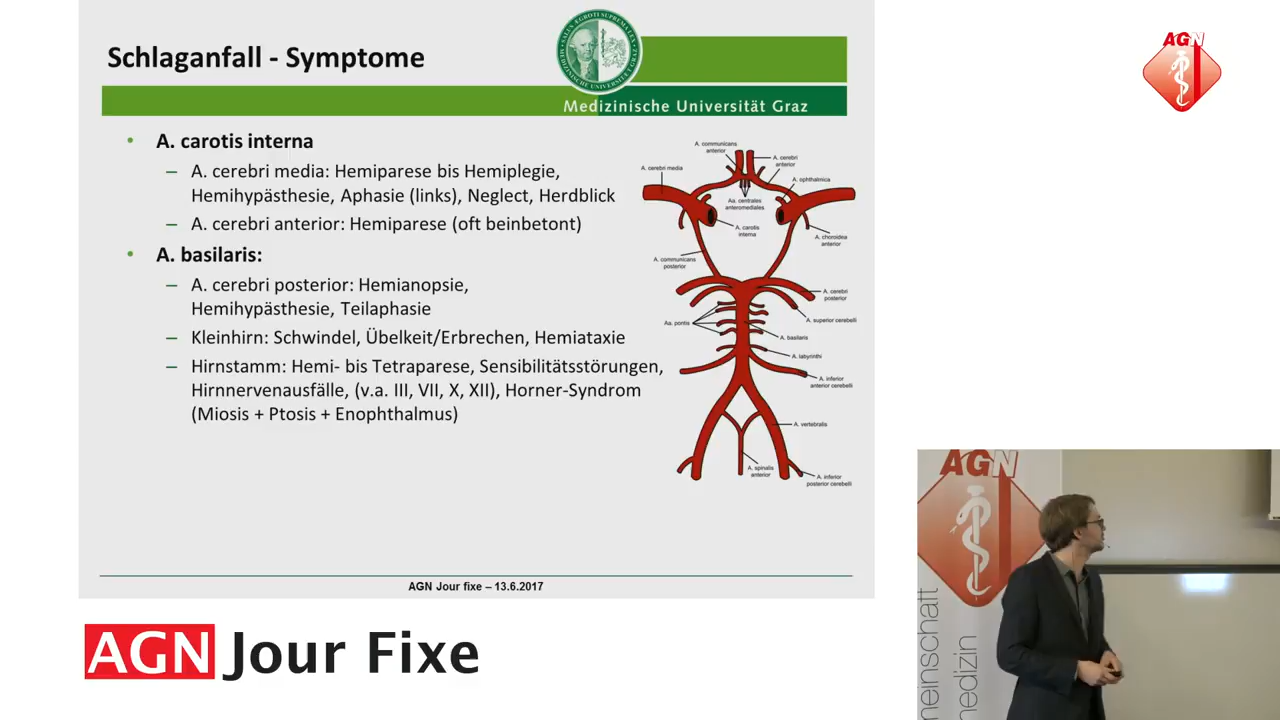 Schlaganfall - Symptome
Medizinische Universität Graz
• A. carotis interna
– A. cerebri media: Hemiparese bis Hemiplegie,
Hemihypästhesie, Aphasie (links), Neglect, Herdblick
– A. cerebri anterior: Hemiparese (oft beinbetont)
• A. basilaris:
– A. cerebri posterior: Hemianopsie,
Hemihypästhesie, Teilaphasie
– Kleinhirn: Schwindel, Übelkeit/Erbrechen, Hemiataxie
– Hirnstamm: Hemi- bis Tetraparese, Sensibilitätsstörungen,
Hirnnervenausfälle, (v.a. III, VII, X, XII), Horner-Syndrom
(Miosis + Ptosis + Enophthalmus)
A. communicans
anterior
A. cerebri
anterior
A. cerebri media
A. ophthalmica
Aa. centrales
anteromediales
A. carotis
interna
A. choroidea
anterior
A. communicans
posterior
A. cerebri
posterior
A. superior cerebelli
Aa. pontis
A. basilaris
A. labyrinthi
A. inferior
anterior cerebelli
A. vertebralis
A. spinalis
anterior
A. inferior
posterior cerebelli
AGN Jour fixe – 13.6.2017
AGN Jour Fixe
AGN
AGN
meinschaft
medizin